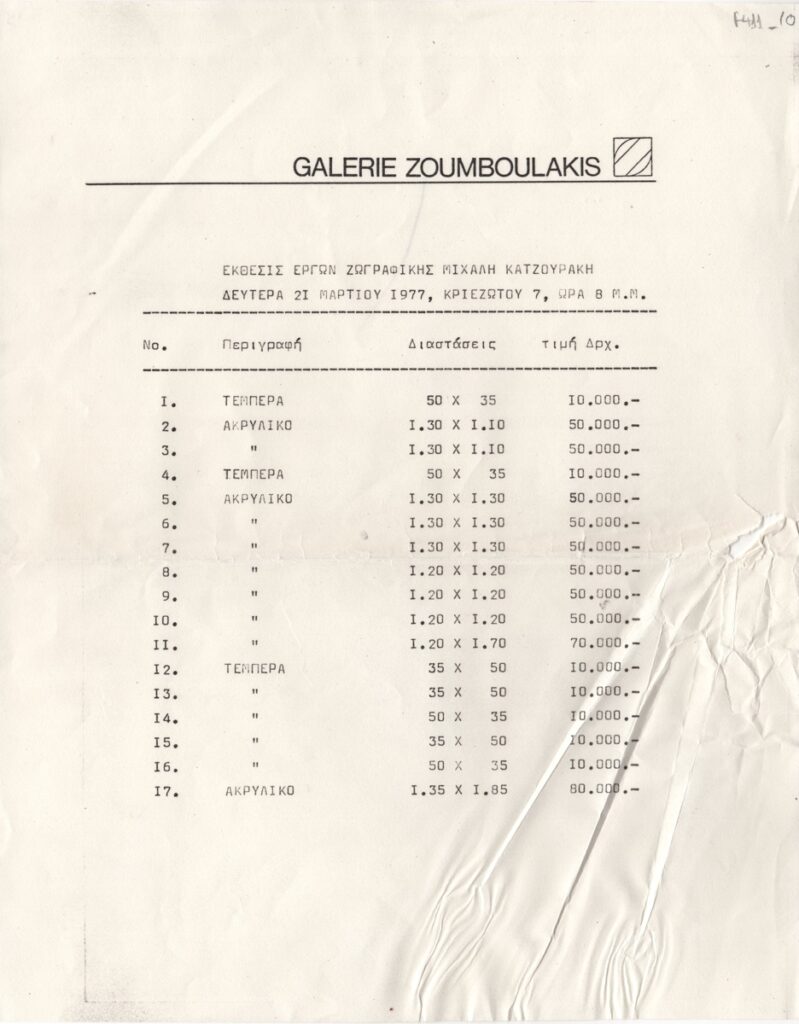 F411_10
GALERIE ZOUMBOULAKIS
ΕΚΘΕΣΙΣ ΕΡΓΩΝ ΖΩΓΡΑΦΙΚΗΣ ΜΙΧΑΛΗ ΚΑΤΖΟΥΡΑΚΗ
ΔΕΥΤΕΡΑ 2Ι ΜΑΡΤΙΟΥ Ι977, ΚΡΙΕΖΩΤΟΥ 7, ΩΡΑ 8 Μ.Μ.
Νο. Περιγραφή Διαστάσεις τιμή Δρχ.
Ι. ΤΕΜΠΕΡΑ 50 Χ 35 Ι0.000.-
2. ΑΚΡΥΛΙΚΟ Ι.30 Χ Ι.Ι0 50.000.-
3. " Ι.30 Χ Ι.Ι0 50.000.-
4. ΤΕΜΠΕΡΑ 50 Χ 35 Ι0.000.-
5. ΑΚΡΥΛΙΚΟ Ι.30 Χ Ι.30 50.000.-
6. " Ι.30 Χ Ι.30 50.000.-
7. " Ι.30 Χ Ι.30 50.000.-
8. " Ι.20 Χ Ι.20 50.000.-
9. " Ι.20 Χ Ι.20 50.000.-
Ι0. " Ι.20 Χ Ι.20 50.000.-
ΙΙ. " Ι.20 Χ Ι.70 70.000.-
Ι2. ΤΕΜΠΕΡΑ 35 Χ 50 Ι0.000.-
Ι3. " 35 Χ 50 Ι0.000.-
Ι4. " 50 Χ 35 Ι0.000.-
Ι5. " 35 Χ 50 Ι0.000.-
Ι6. " 50 Χ 35 Ι0.000.-
Ι7. ΑΚΡΥΛΙΚΟ Ι.35 Χ Ι.85 80.000.-